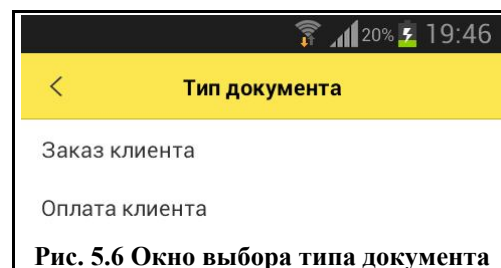 20% 19:46
Тип документа
Заказ клиента
Оплата клиента
Рис. 5.6 Окно выбора типа документа